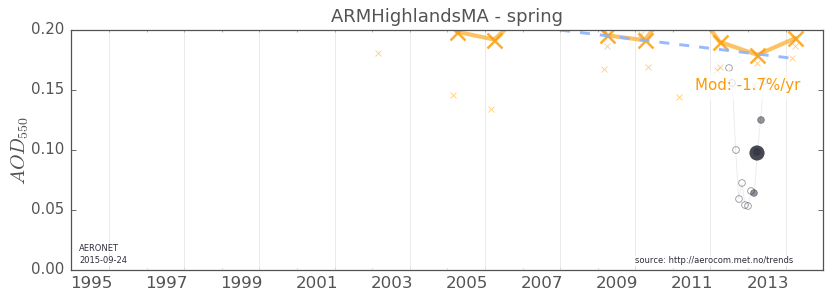 ARMHighlandsMA - spring
0.20
0.15
0.10
0.05
0.00
AOD550
Mod: -1.7%/yr
AERONET
2015-09-24
source: http://aerocom.met.no/trends
1995 1997 1999 2001 2003 2005 2007 2009 2011 2013